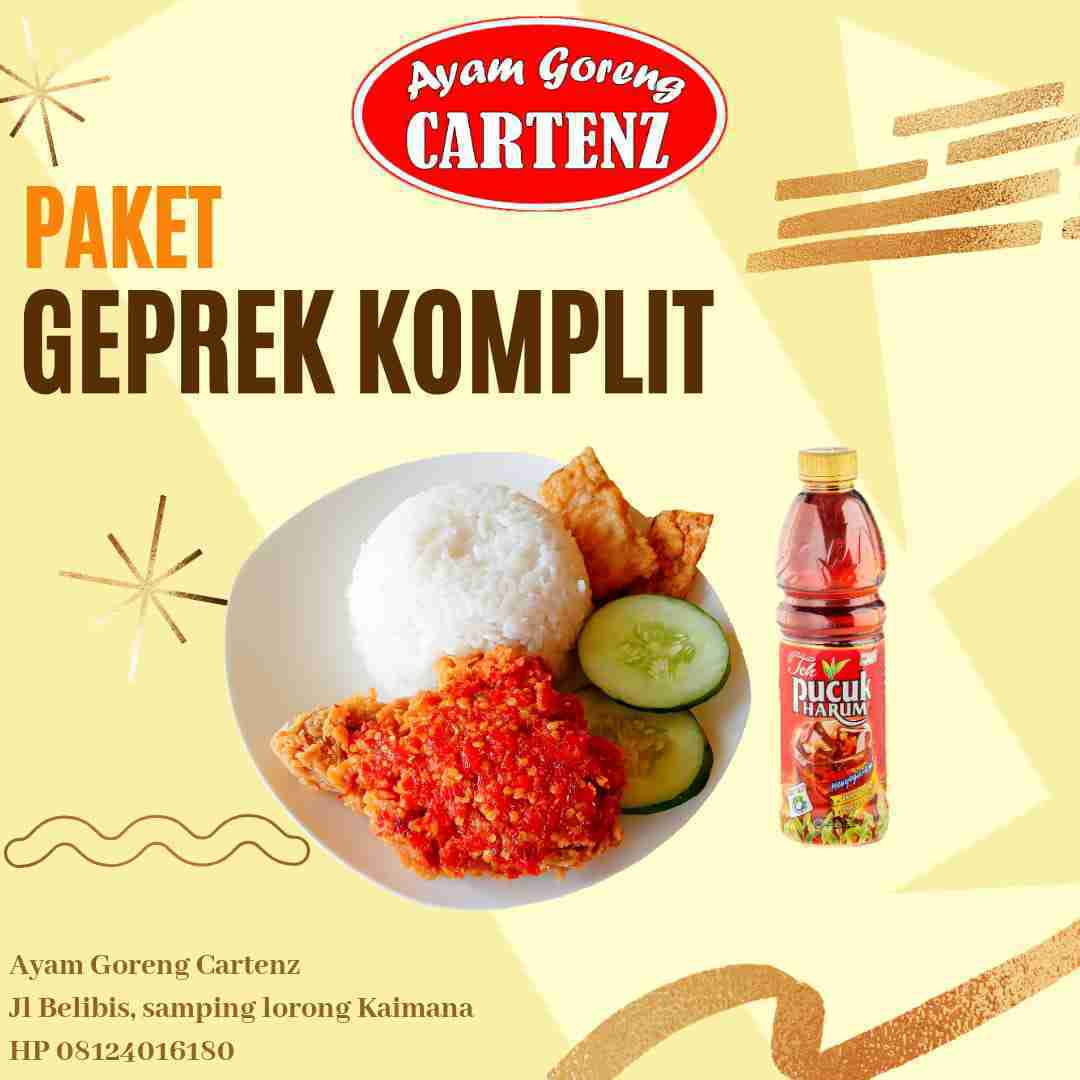 Ayam Goreng
CARTENZ
PAKET
GEPREK KOMPLIT
Teh
pucuk
HARUM
Ayam Goreng Cartenz
Jl Belibis, samping lorong Kaimana
HP 08124016180